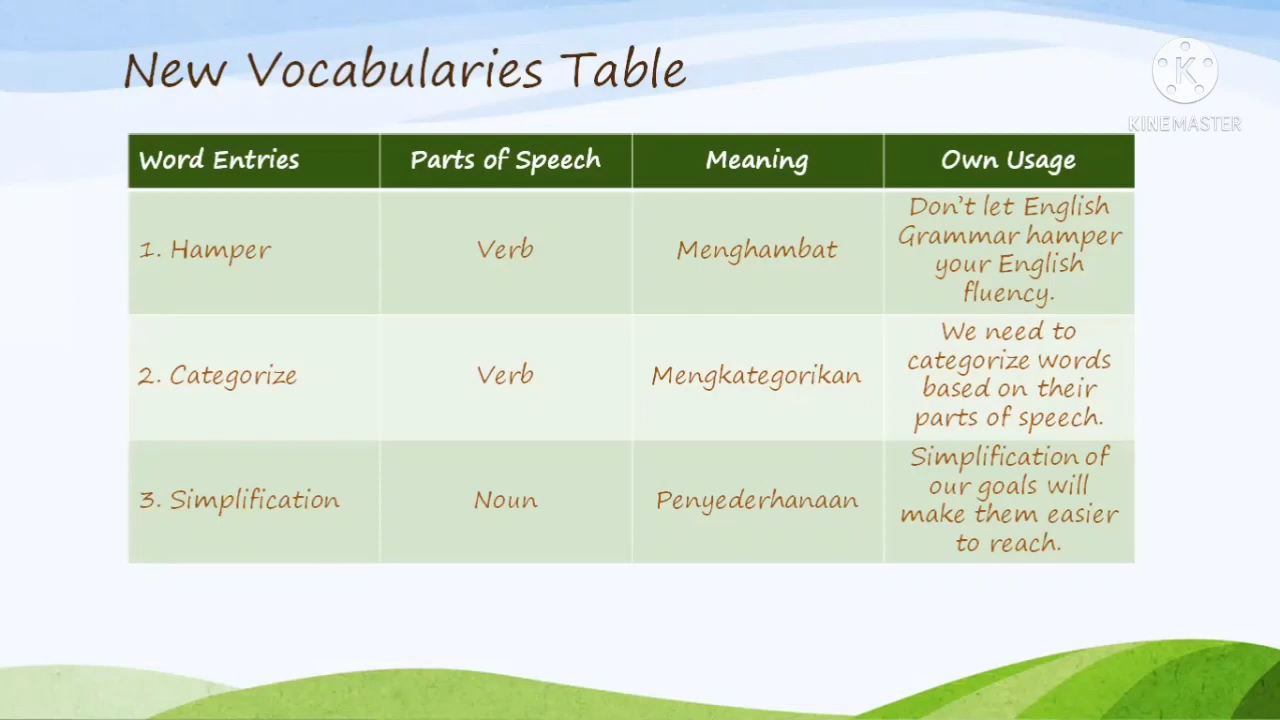 New Vocabularies Table
K
KINEMASTER
Word Entries
Parts of Speech
Meaning
Own Usage
1. Hamper
Verb
Menghambat
Don't let English
Grammar hamper
your English
fluency.
2. Categorize
Verb
Mengkategorikan
We need to
categorize words
based on their
parts of speech.
3. Simplification
Noun
Penyederhanaan
Simplification of
our goals will
make them easier
to reach.